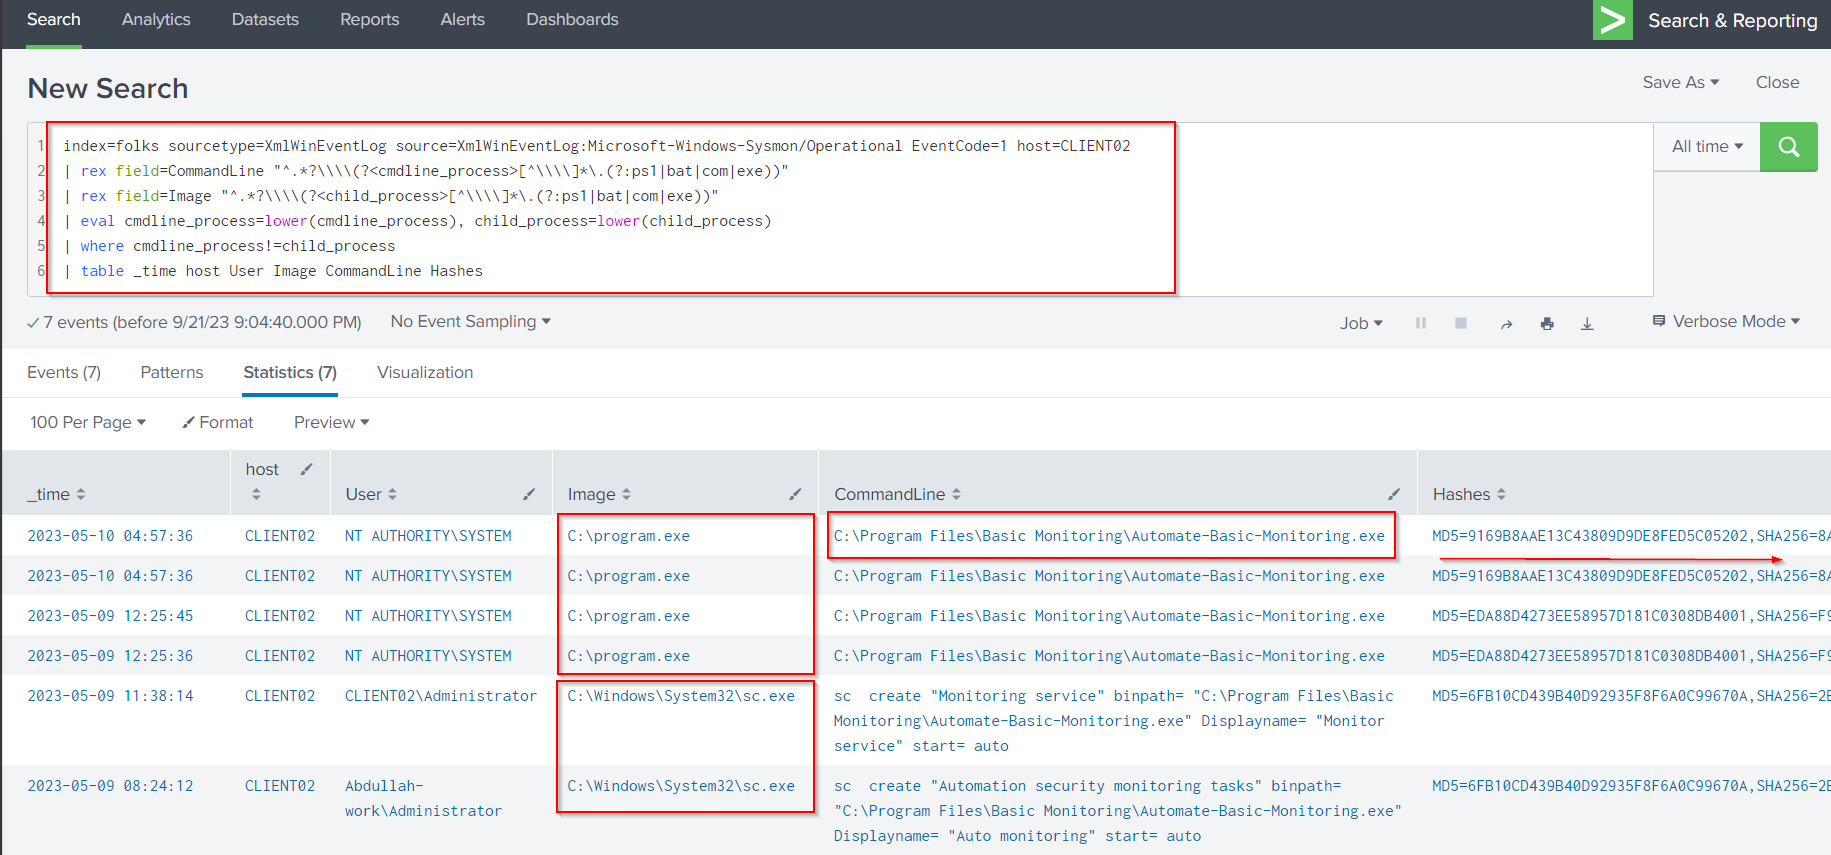 Search Analytics Datasets Reports Alerts Dashboards > Search & Reporting
New Search Save As Close
1 index=folks sourcetype=XmlWinEventLog source=XmlWinEventLog:Microsoft-Windows-Sysmon/Operational EventCode=1 host=CLIENT02 All time
2 | rex field=CommandLine "^.*?\\\\(?<cmdline_process>[^\\\\]*\.(?:ps1|bat|com|exe))"
3 | rex field=Image "^.*?\\\\(?<child_process>[^\\\\]*\.(?:ps1|bat|com|exe))"
4 | eval cmdline_process=lower(cmdline_process), child_process=lower(child_process)
5 | where cmdline_process!=child_process
6 | table _time host User Image CommandLine Hashes
7 events (before 9/21/23 9:04:40.000 PM) No Event Sampling Job Verbose Mode
Events (7) Patterns Statistics (7) Visualization
100 Per Page Format Preview
_time host User Image CommandLine Hashes
2023-05-10 04:57:36 CLIENT02 NT AUTHORITY\SYSTEM C:\program.exe C:\Program Files\Basic Monitoring\Automate-Basic-Monitoring.exe MD5=9169B8AAE13C43809D9DE8FED5C05202,SHA256=8A
2023-05-10 04:57:36 CLIENT02 NT AUTHORITY\SYSTEM C:\program.exe C:\Program Files\Basic Monitoring\Automate-Basic-Monitoring.exe MD5=9169B8AAE13C43809D9DE8FED5C05202,SHA256=8A
2023-05-09 12:25:45 CLIENT02 NT AUTHORITY\SYSTEM C:\program.exe C:\Program Files\Basic Monitoring\Automate-Basic-Monitoring.exe MD5=EDA88D4273EE58957D181C0308DB4001,SHA256=F9
2023-05-09 12:25:36 CLIENT02 NT AUTHORITY\SYSTEM C:\program.exe C:\Program Files\Basic Monitoring\Automate-Basic-Monitoring.exe MD5=EDA88D4273EE58957D181C0308DB4001,SHA256=F9
2023-05-09 11:38:14 CLIENT02 CLIENT02\Administrator C:\Windows\System32\sc.exe sc  create "Monitoring service" binpath= "C:\Program Files\Basic MD5=6FB10CD439B40D92935F8F6A0C99670A,SHA256=2E
Monitoring\Automate-Basic-Monitoring.exe" Displayname= "Monitor
service" start= auto
2023-05-09 08:24:12 CLIENT02 Abdullah- C:\Windows\System32\sc.exe sc  create "Automation security monitoring tasks" binpath= MD5=6FB10CD439B40D92935F8F6A0C99670A,SHA256=2E
work\Administrator "C:\Program Files\Basic Monitoring\Automate-Basic-Monitoring.exe"
Displayname= "Auto monitoring" start= auto